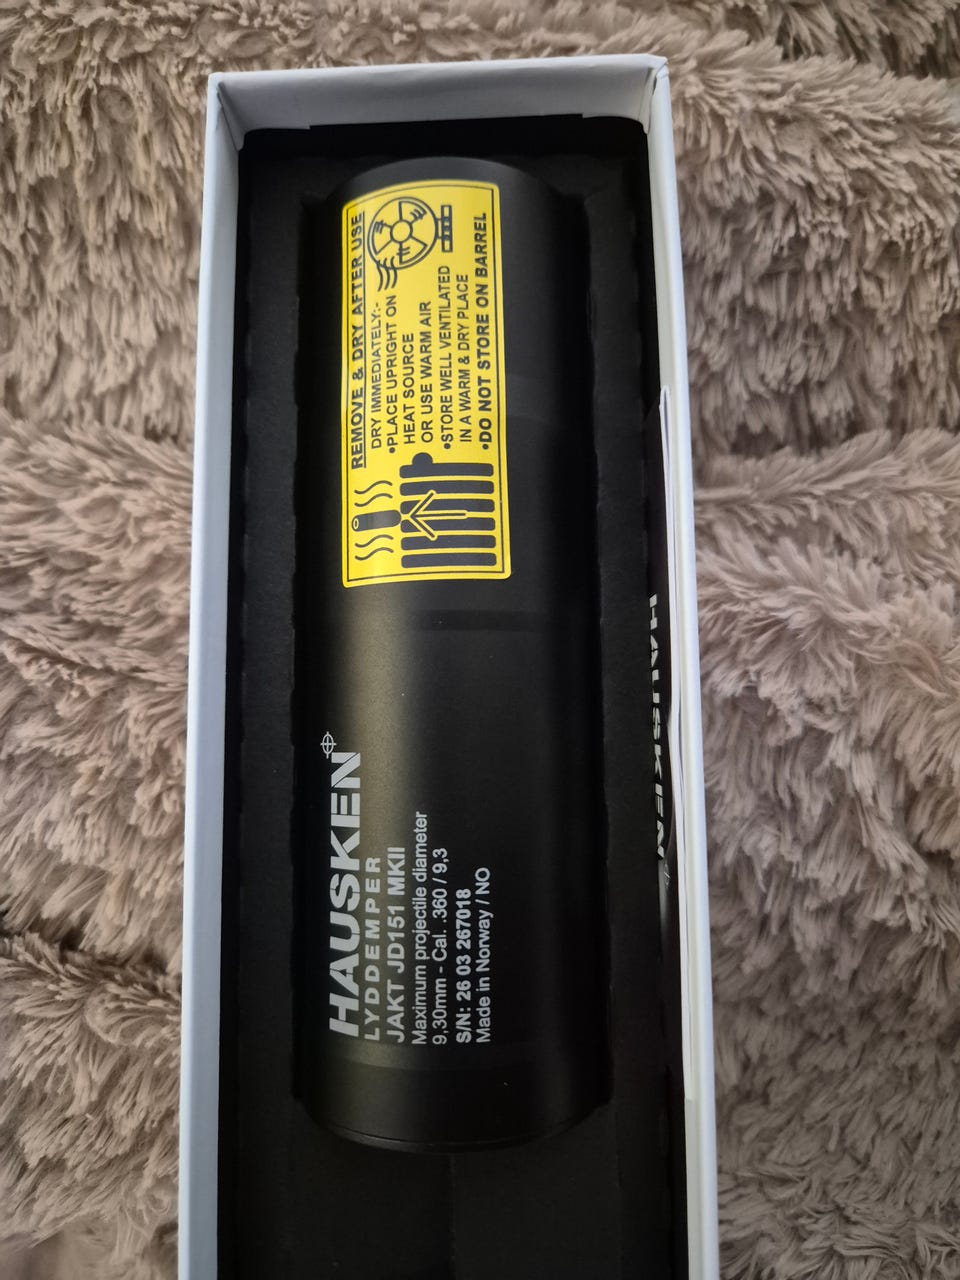 REMOVE & DRY AFTER USE
DRY IMMEDIATELY:-
•PLACE UPRIGHT ON
HEAT SOURCE
OR USE WARM AIR
•STORE WELL VENTILATED
IN A WARM & DRY PLACE
•DO NOT STORE ON BARREL
HAUSKEN
LYDDEMPER
JAKT JD151 MKII
Maximum projectile diameter
9,30mm - Cal. .360 / 9,3
S/N: 26 03 267018
Made in Norway / NO
HAUSKEN